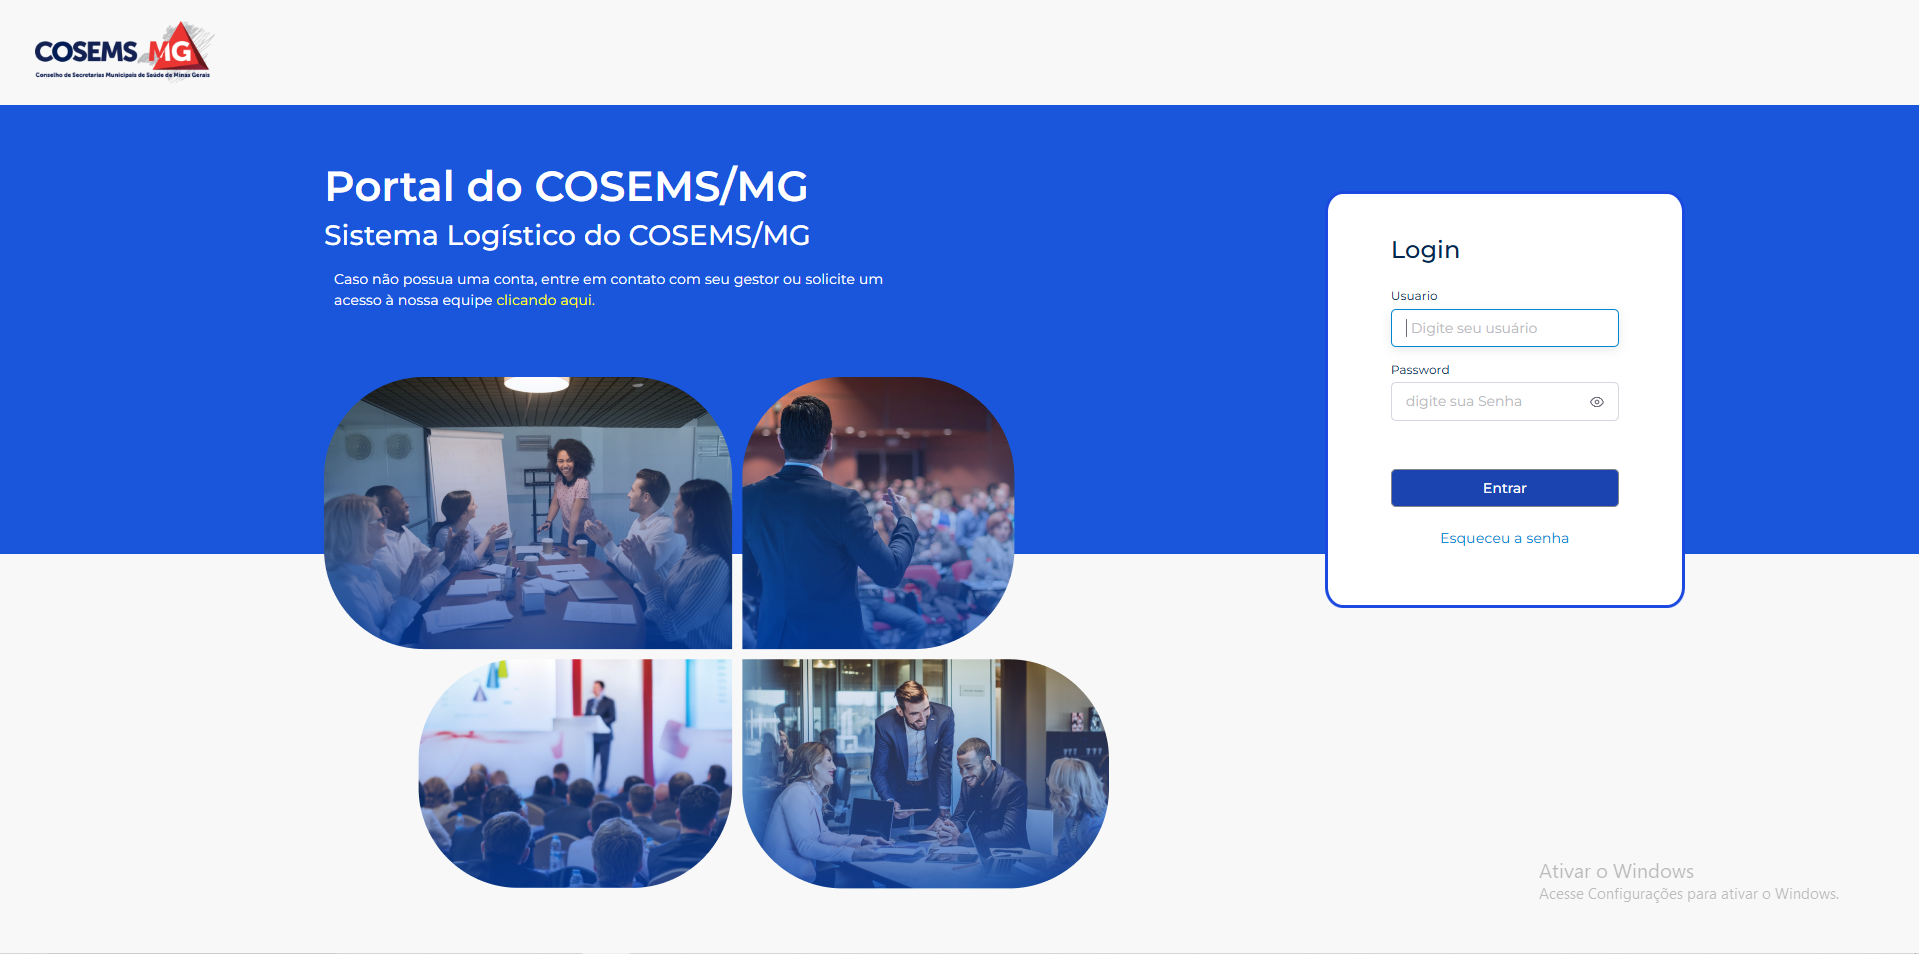 COSEMS MG
Conselho de Secretarias Municipais de Saúde de Minas Gerais
Portal do COSEMS/MG
Sistema Logístico do COSEMS/MG
Caso não possua uma conta, entre em contato com seu gestor ou solicite um
acesso à nossa equipe clicando aqui.
Login
Usuario
Digite seu usuário
Password
digite sua Senha
Entrar
Esqueceu a senha
Ativar o Windows
Acesse Configurações para ativar o Windows.